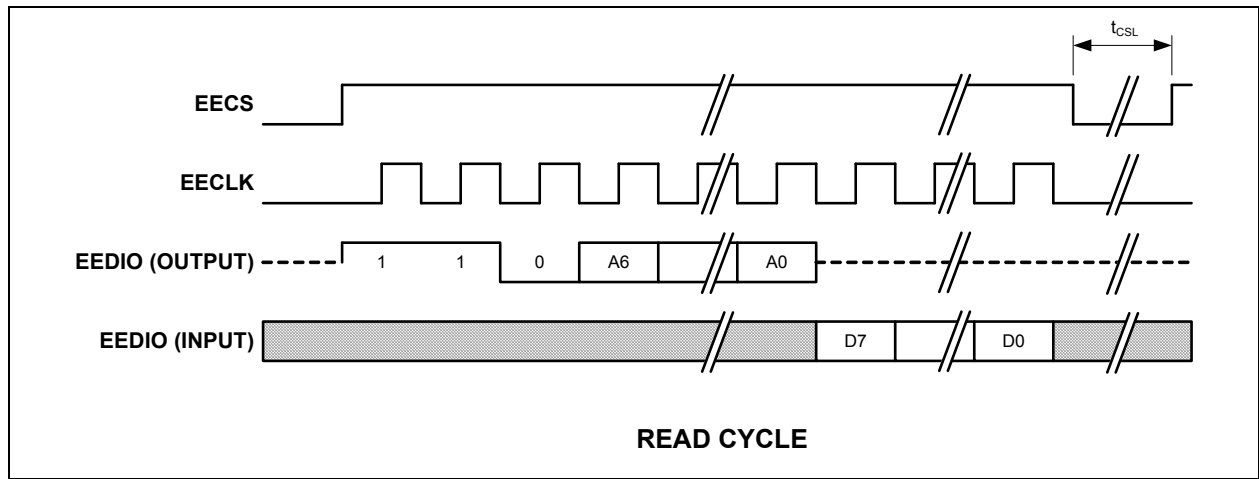 tCSL
EECS
EECLK
EEDIO (OUTPUT) 1 1 0 A6 A0
EEDIO (INPUT) D7 D0
READ CYCLE